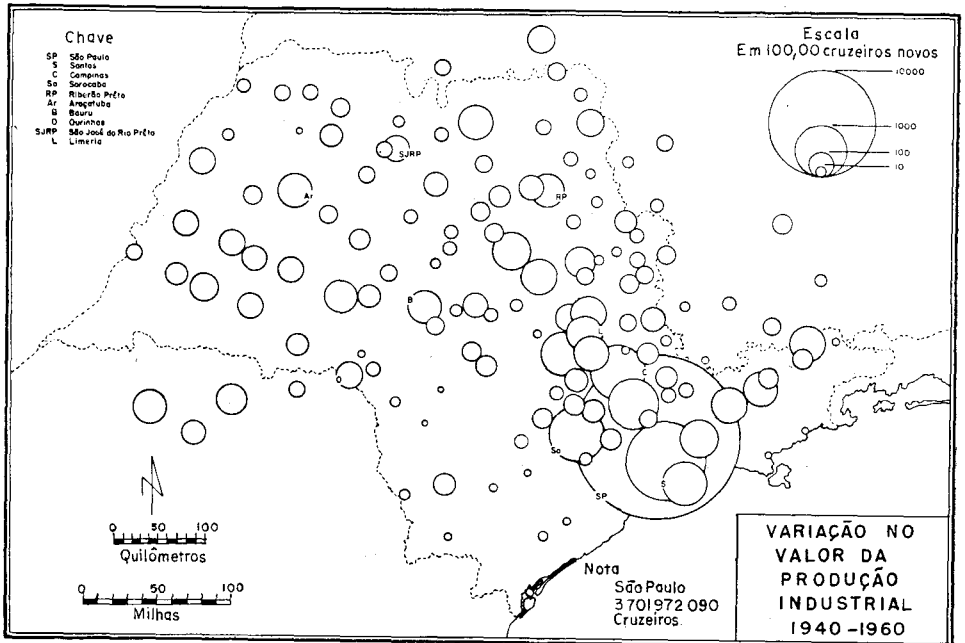 Chave
SP São Paulo
S Santos
C Campinas
So Sorocaba
RP Riberão Prêto
Ar Araçatuba
B Bauru
O Ourinhos
SJRP São José do Rio Prêto
L Limeria
Escala
Em 100,00 cruzeiros novos
10000
1000
100
10
SJRP
Ar
RP
B
L
O
C
So
S
SP
0 50 100
Quilômetros
0 50 100
Milhas
Nota
São Paulo
3 701 972 090
Cruzeiros.
VARIAÇÃO NO
VALOR DA
PRODUÇÃO
INDUSTRIAL
1940-1960